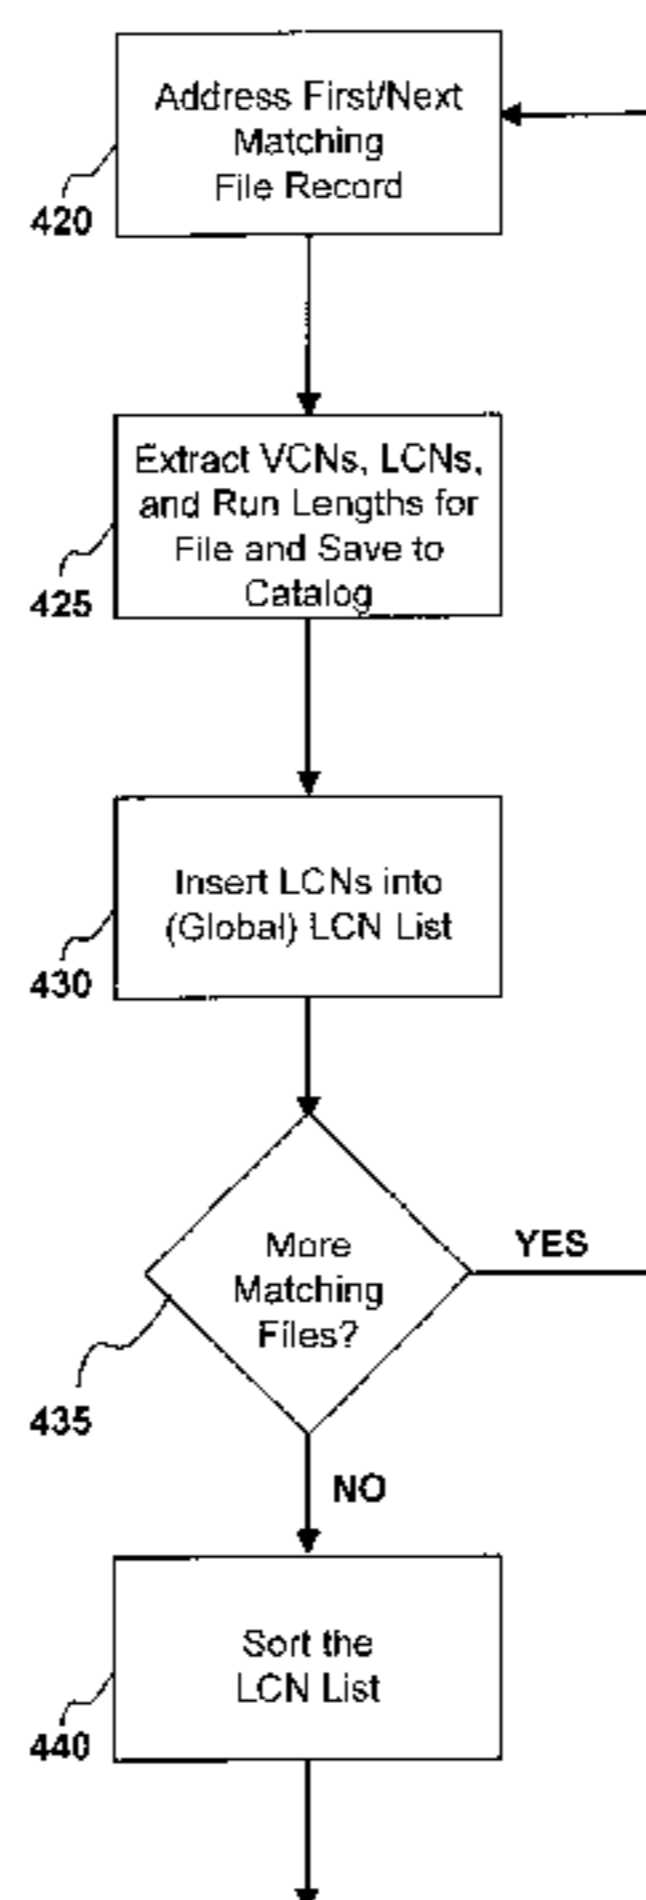 Address First/Next
Matching
File Record
420
Extract VCNs, LCNs,
and Run Lengths for
File and Save to
Catalog
425
Insert LCNs into
(Global) LCN List
430
More
Matching
Files?
YES
435
NO
Sort the
LCN List
440